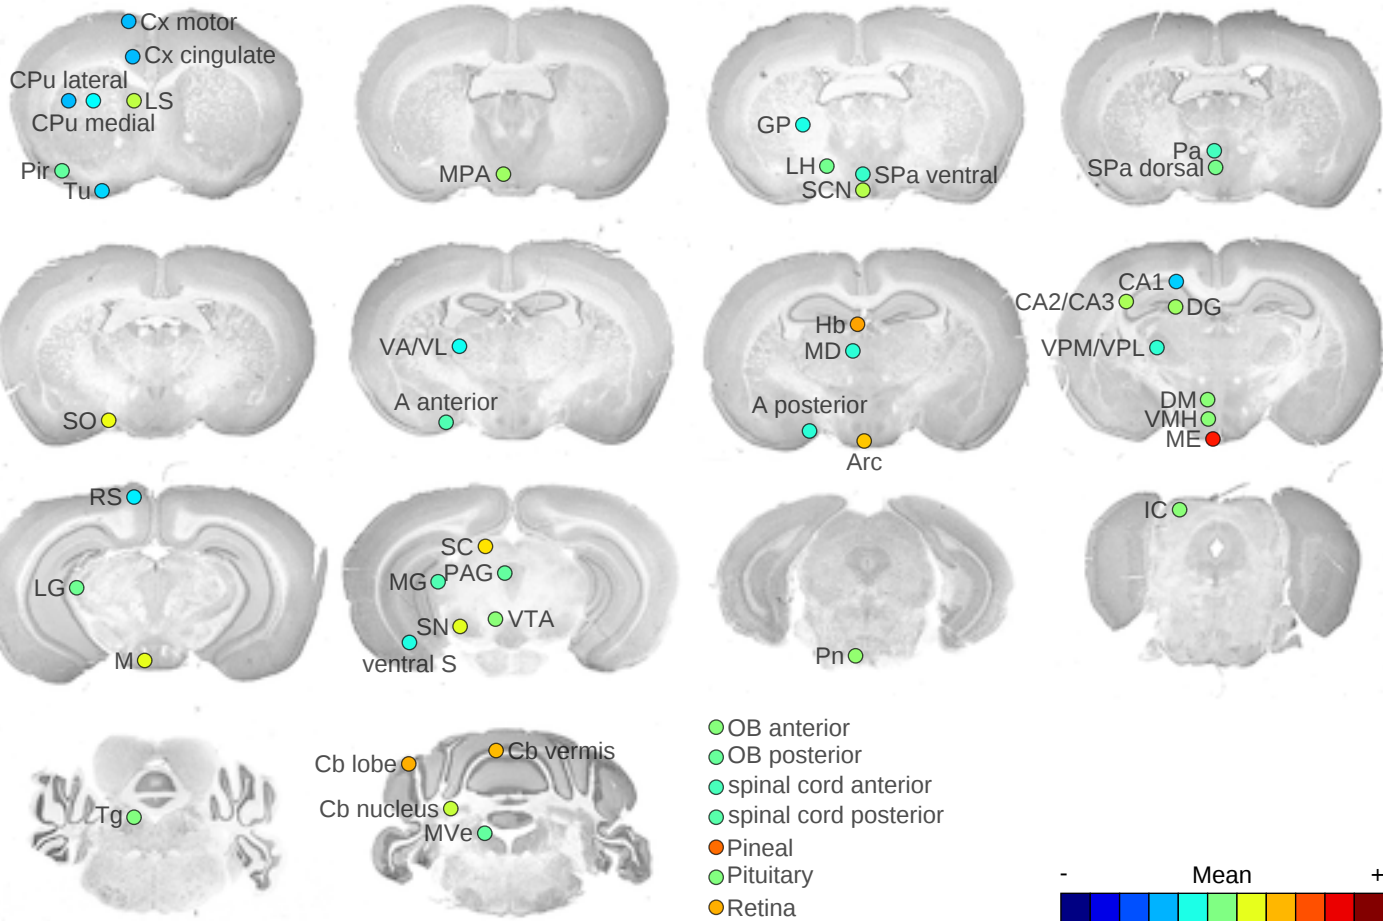 Cx motor
Cx cingulate
CPu lateral
LS
CPu medial
Pir
Tu
MPA
GP
LH
SPa ventral
SCN
Pa
SPa dorsal
SO
VA/VL
A anterior
Hb
MD
A posterior
Arc
CA1
CA2/CA3
DG
VPM/VPL
DM
VMH
ME
RS
LG
M
SC
MG
PAG
SN
VTA
ventral S
Pn
IC
Tg
Cb lobe
Cb vermis
Cb nucleus
MVe
OB anterior
OB posterior
spinal cord anterior
spinal cord posterior
Pineal
Pituitary
Retina
- Mean +